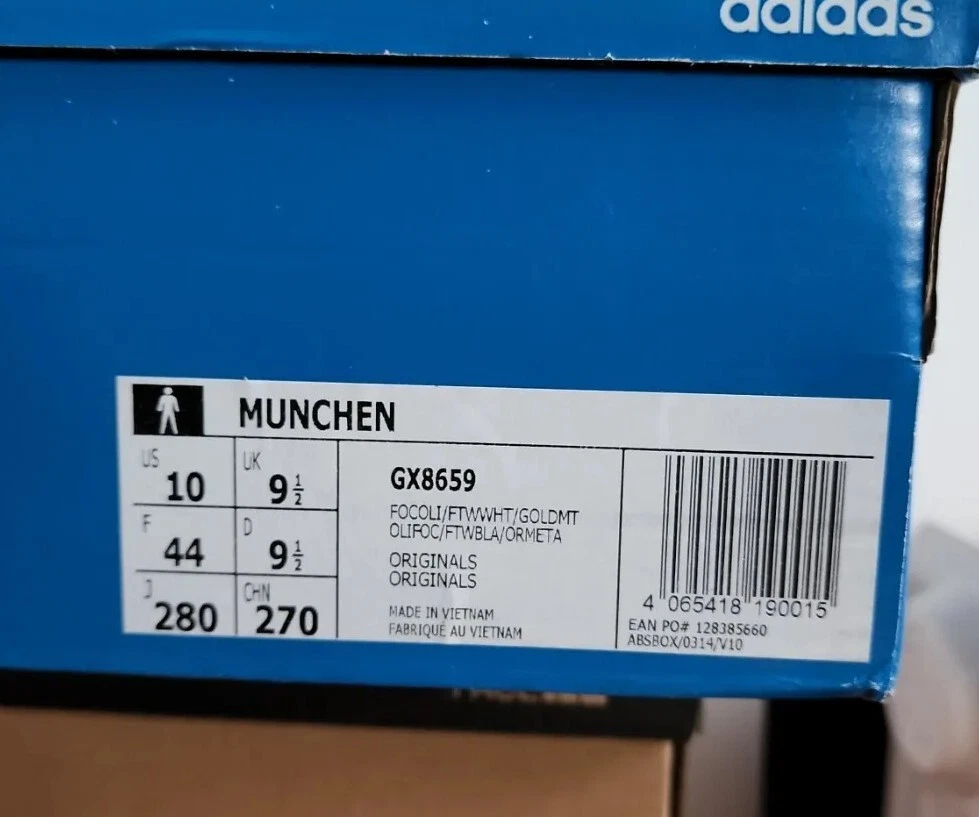 adidas
MUNCHEN
US 10
UK 9 1/2
F 44
D 9 1/2
J 280
CHN 270
GX8659
FOCOLI/FTWWHT/GOLDMT
OLIFOC/FTWBLA/ORMETA
ORIGINALS
ORIGINALS
MADE IN VIETNAM
FABRIQUÉ AU VIETNAM
4 065418 190015
EAN PO# 128385660
ABSBOX/0314/V10